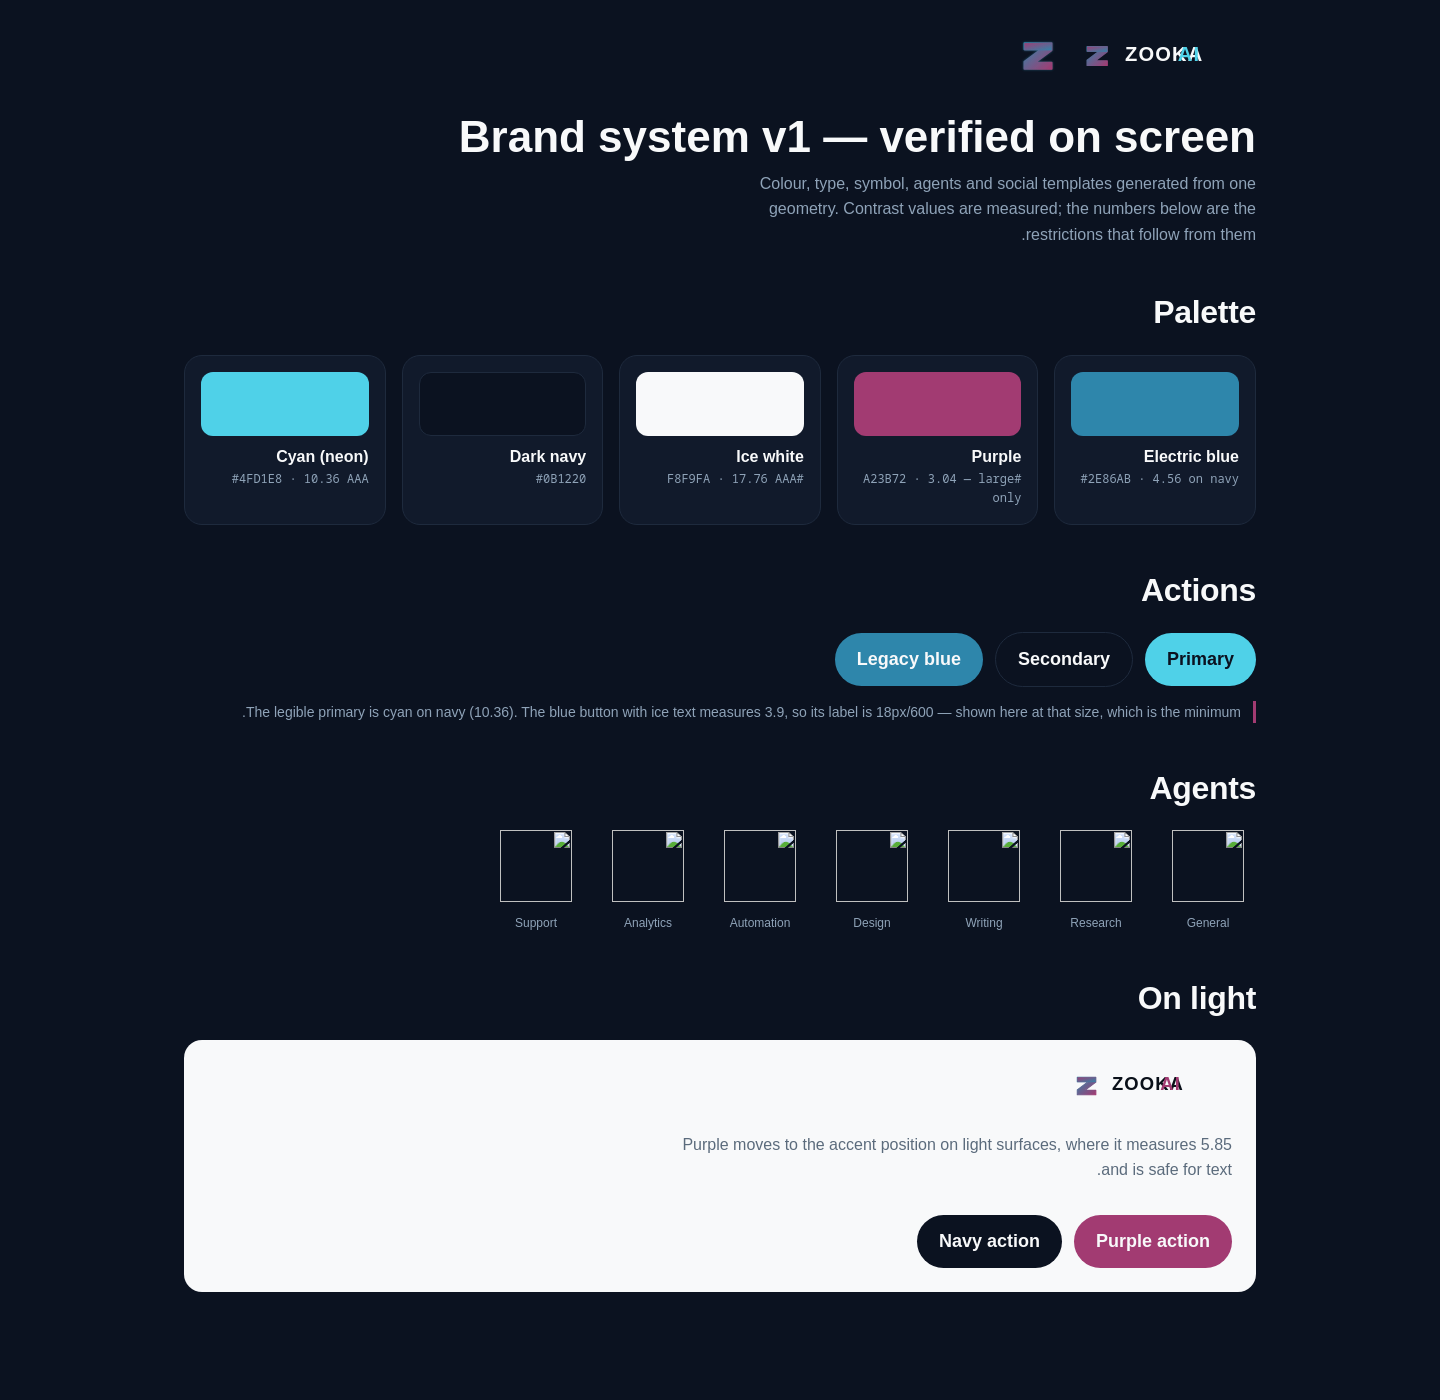 ZOOKA AI
Brand system v1 — verified on screen
Colour, type, symbol, agents and social templates generated from one
geometry. Contrast values are measured; the numbers below are the
.restrictions that follow from them
Palette
Electric blue
#2E86AB · 4.56 on navy
Purple
A23B72 · 3.04 — large#
only
Ice white
F8F9FA · 17.76 AAA#
Dark navy
#0B1220
Cyan (neon)
#4FD1E8 · 10.36 AAA
Actions
Primary
Secondary
Legacy blue
.The legible primary is cyan on navy (10.36). The blue button with ice text measures 3.9, so its label is 18px/600 — shown here at that size, which is the minimum
Agents
General
Research
Writing
Design
Automation
Analytics
Support
On light
ZOOKA AI
Purple moves to the accent position on light surfaces, where it measures 5.85
.and is safe for text
Purple action
Navy action